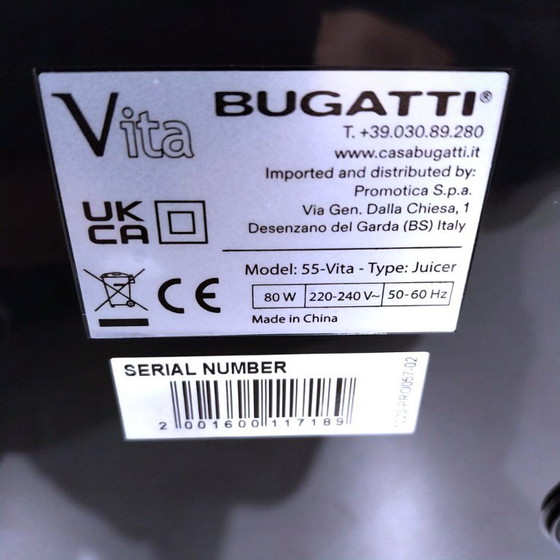 Vita
BUGATTI®
T. +39.030.89.280
www.casabugatti.it
Imported and distributed by:
Promotica S.p.a.
Via Gen. Dalla Chiesa, 1
Desenzano del Garda (BS) Italy
UK
CA
CE
Model: 55-Vita - Type: Juicer
80 W 220-240 V~ 50-60 Hz
Made in China
SERIAL NUMBER
2 001600 117189